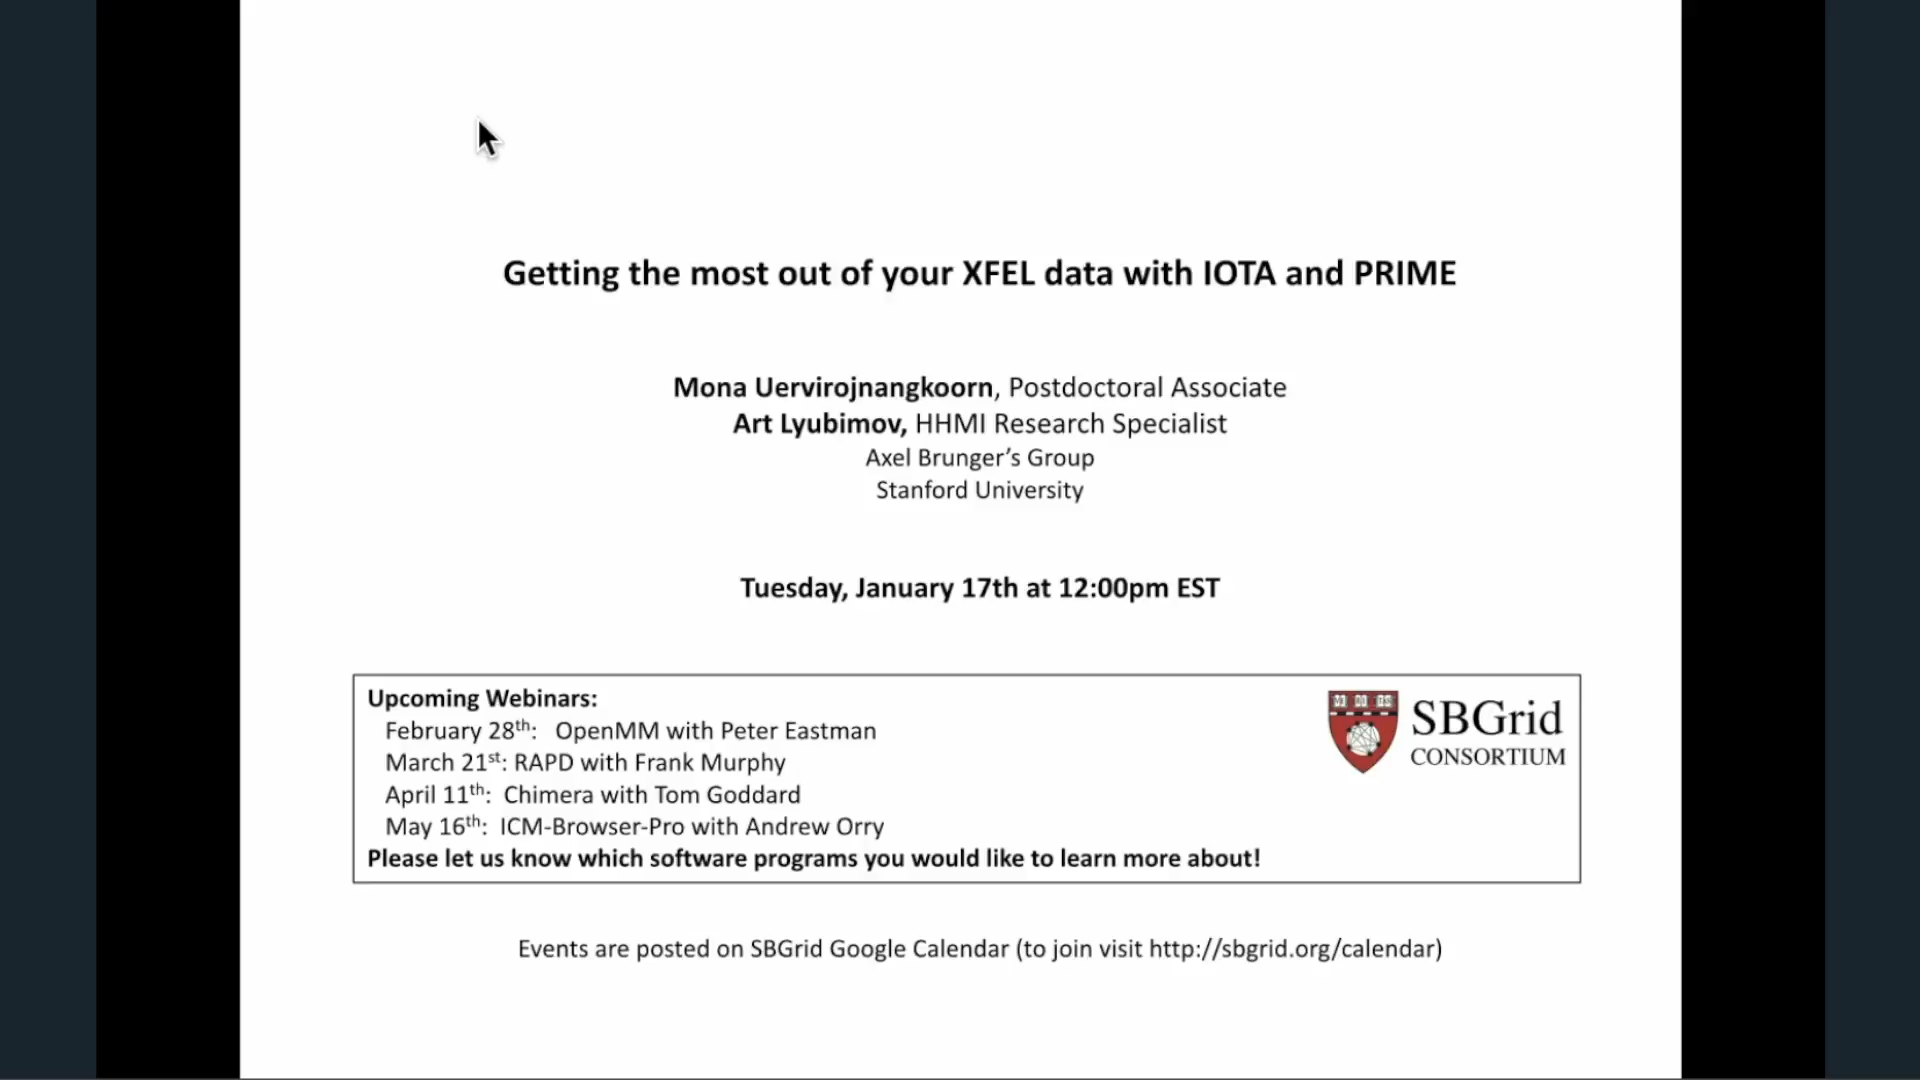 Getting the most out of your XFEL data with IOTA and PRIME
Mona Uervirojnangkoorn, Postdoctoral Associate
Art Lyubimov, HHMI Research Specialist
Axel Brunger’s Group
Stanford University
Tuesday, January 17th at 12:00pm EST
Upcoming Webinars:
February 28th: OpenMM with Peter Eastman
March 21st: RAPD with Frank Murphy
April 11th: Chimera with Tom Goddard
May 16th: ICM-Browser-Pro with Andrew Orry
Please let us know which software programs you would like to learn more about!
SBGrid
CONSORTIUM
Events are posted on SBGrid Google Calendar (to join visit http://sbgrid.org/calendar)